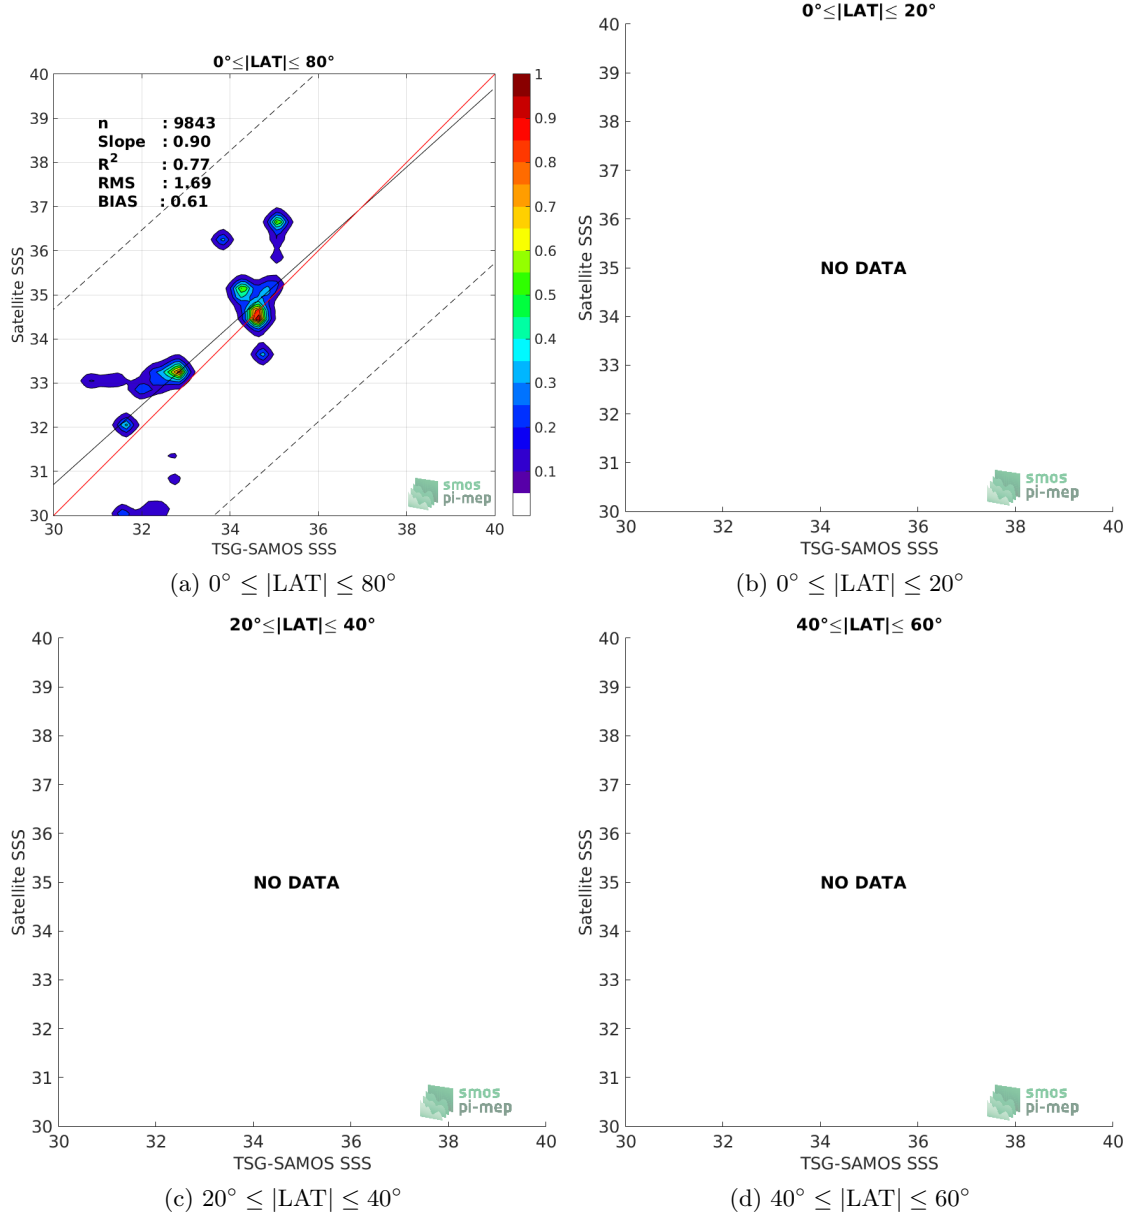 0°≤|LAT|≤ 80°
40
39
38
37
36
35
34
33
32
31
30
Satellite SSS
n : 9843
Slope : 0.90
R² : 0.77
RMS : 1.69
BIAS : 0.61
30 32 34 36 38 40
TSG-SAMOS SSS
1
0.9
0.8
0.7
0.6
0.5
0.4
0.3
0.2
0.1
smos
pi-mep
(a) 0° ≤ |LAT| ≤ 80°
0°≤|LAT|≤ 20°
40
39
38
37
36
35
34
33
32
31
30
Satellite SSS
NO DATA
smos
pi-mep
30 32 34 36 38 40
TSG-SAMOS SSS
(b) 0° ≤ |LAT| ≤ 20°
20°≤|LAT|≤ 40°
40
39
38
37
36
35
34
33
32
31
30
Satellite SSS
NO DATA
smos
pi-mep
30 32 34 36 38 40
TSG-SAMOS SSS
(c) 20° ≤ |LAT| ≤ 40°
40°≤|LAT|≤ 60°
40
39
38
37
36
35
34
33
32
31
30
Satellite SSS
NO DATA
smos
pi-mep
30 32 34 36 38 40
TSG-SAMOS SSS
(d) 40° ≤ |LAT| ≤ 60°